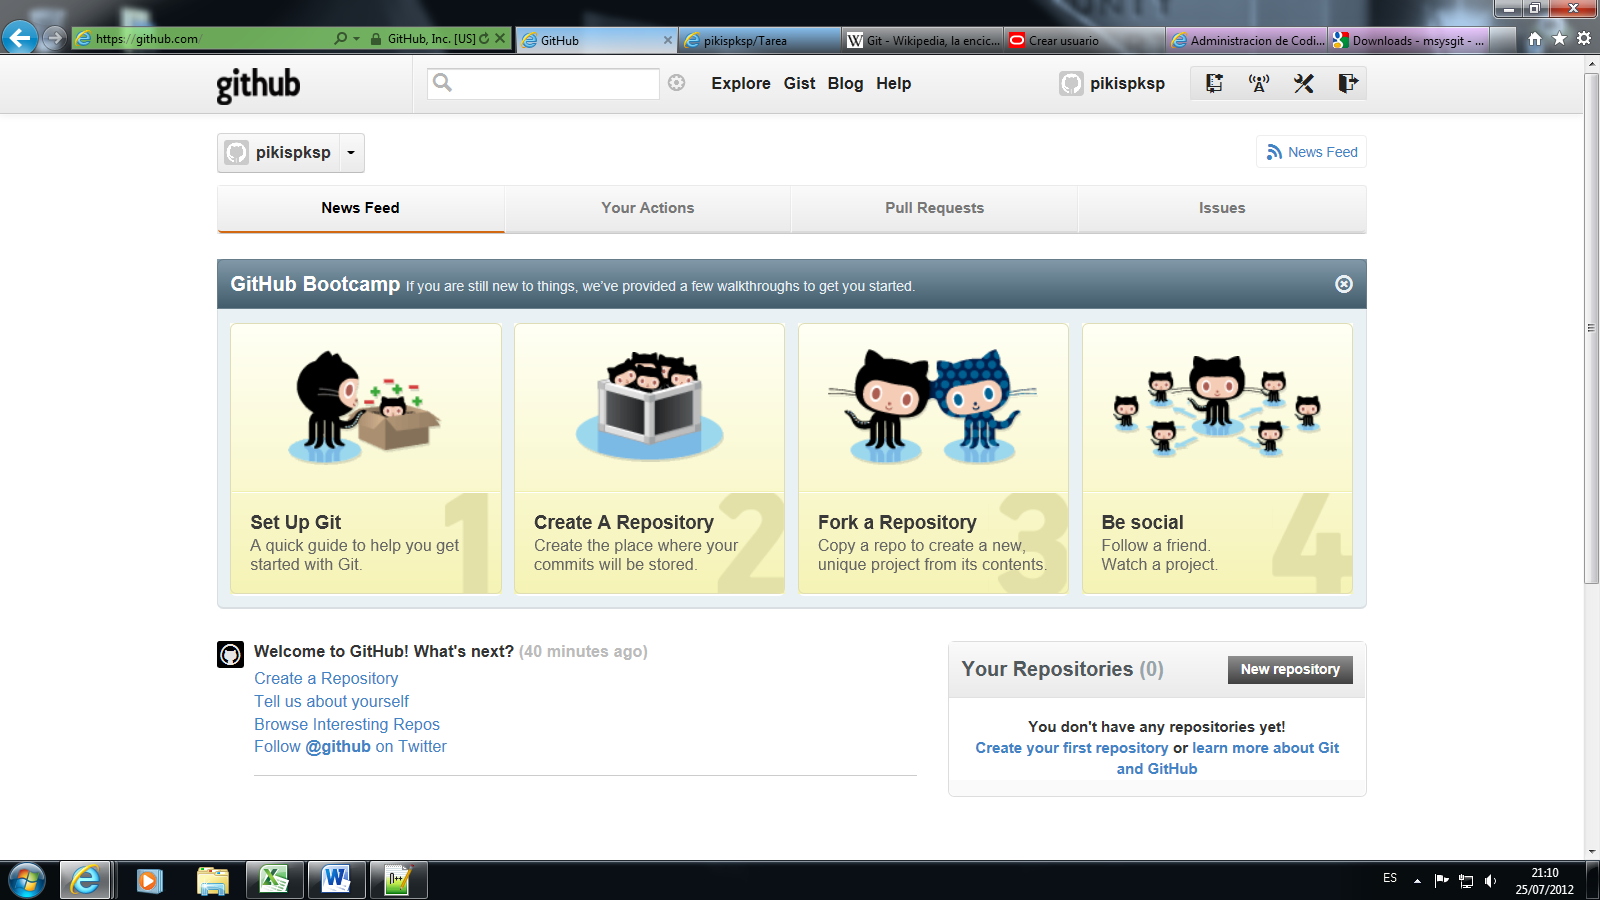 UNIT
https://github.com/
GitHub, Inc. [US]
GitHub
pikispksp/Tarea
W Git - Wikipedia, la encic...
Crear usuario
Administracion de Codi...
Downloads - msysgit - ...
github
Explore Gist Blog Help
pikispksp
pikispksp
News Feed
News Feed
Your Actions
Pull Requests
Issues
GitHub Bootcamp If you are still new to things, we've provided a few walkthroughs to get you started.
1
Set Up Git
A quick guide to help you get
started with Git.
2
Create A Repository
Create the place where your
commits will be stored.
3
Fork a Repository
Copy a repo to create a new,
unique project from its contents.
4
Be social
Follow a friend.
Watch a project.
Welcome to GitHub! What's next? (40 minutes ago)
Create a Repository
Tell us about yourself
Browse Interesting Repos
Follow @github on Twitter
Your Repositories (0)
New repository
You don't have any repositories yet!
Create your first repository or learn more about Git
and GitHub
ES
21:10
25/07/2012